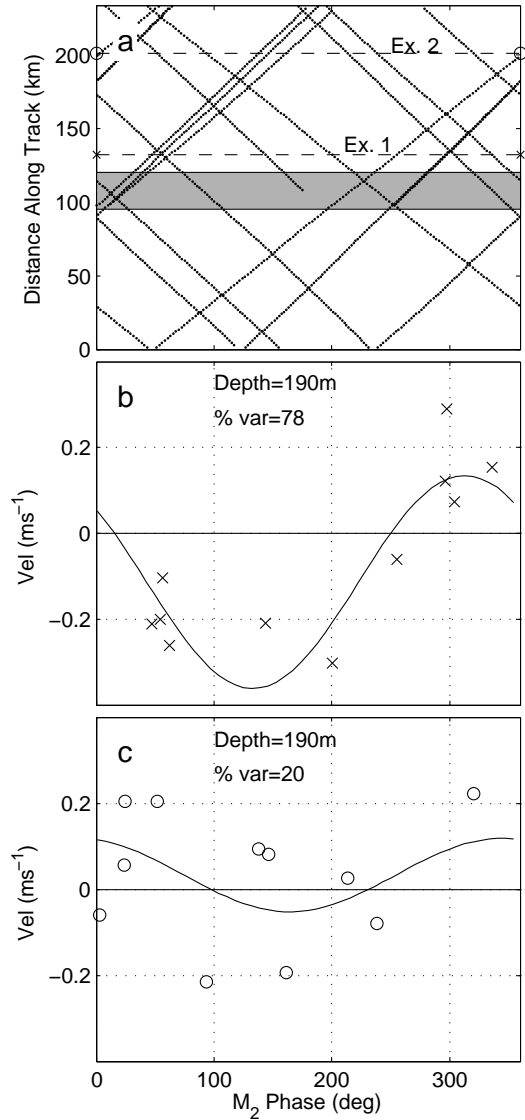 a
Ex. 2
Ex. 1
Distance Along Track (km)
200
150
100
50
0
b
Depth=190m
% var=78
Vel (ms⁻¹)
0.2
0
−0.2
c
Depth=190m
% var=20
Vel (ms⁻¹)
0.2
0
−0.2
0 100 200 300
M₂ Phase (deg)